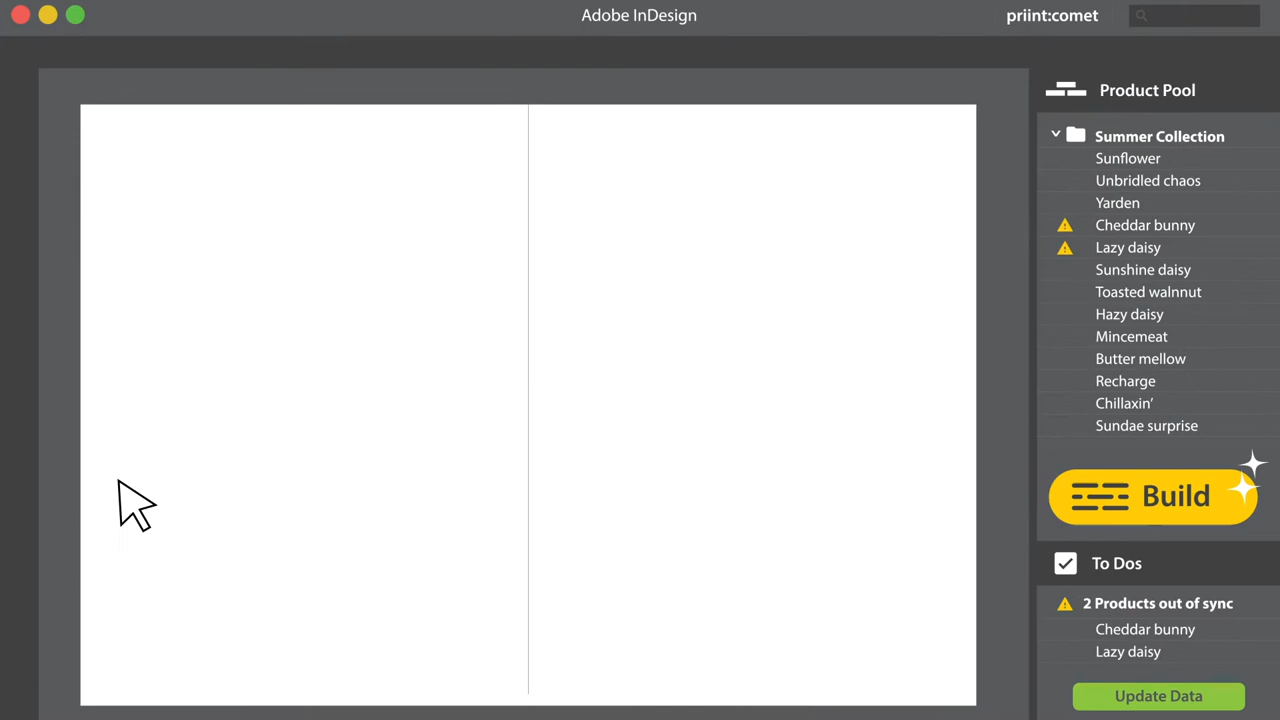 Adobe InDesign
priint:comet
Product Pool
Summer Collection
Sunflower
Unbridled chaos
Yarden
Cheddar bunny
Lazy daisy
Sunshine daisy
Toasted walnnut
Hazy daisy
Mincemeat
Butter mellow
Recharge
Chillaxin’
Sundae surprise
Build
To Dos
2 Products out of sync
Cheddar bunny
Lazy daisy
Update Data